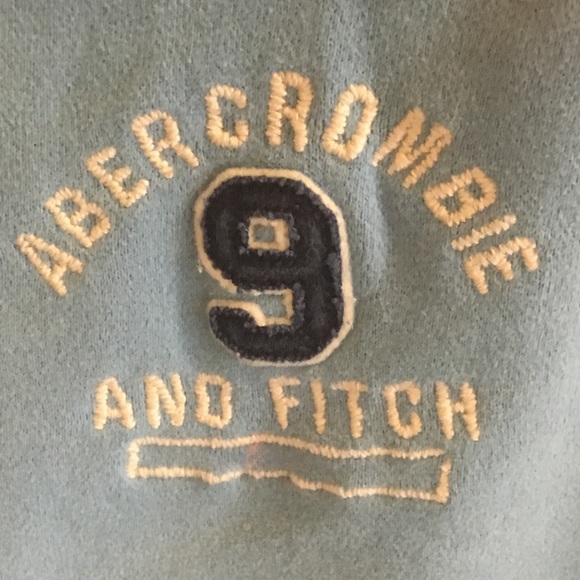 ABERCROMBIE
9
AND FITCH